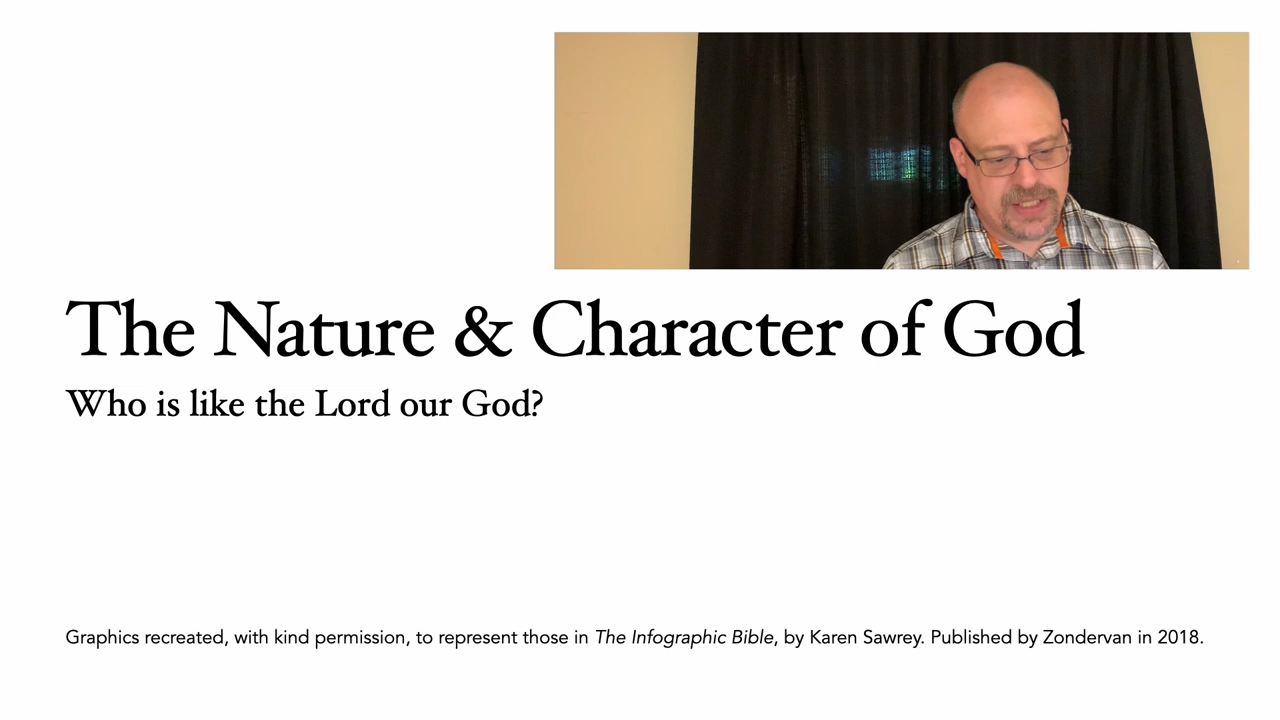 The Nature & Character of God
Who is like the Lord our God?
Graphics recreated, with kind permission, to represent those in The Infographic Bible, by Karen Sawrey. Published by Zondervan in 2018.